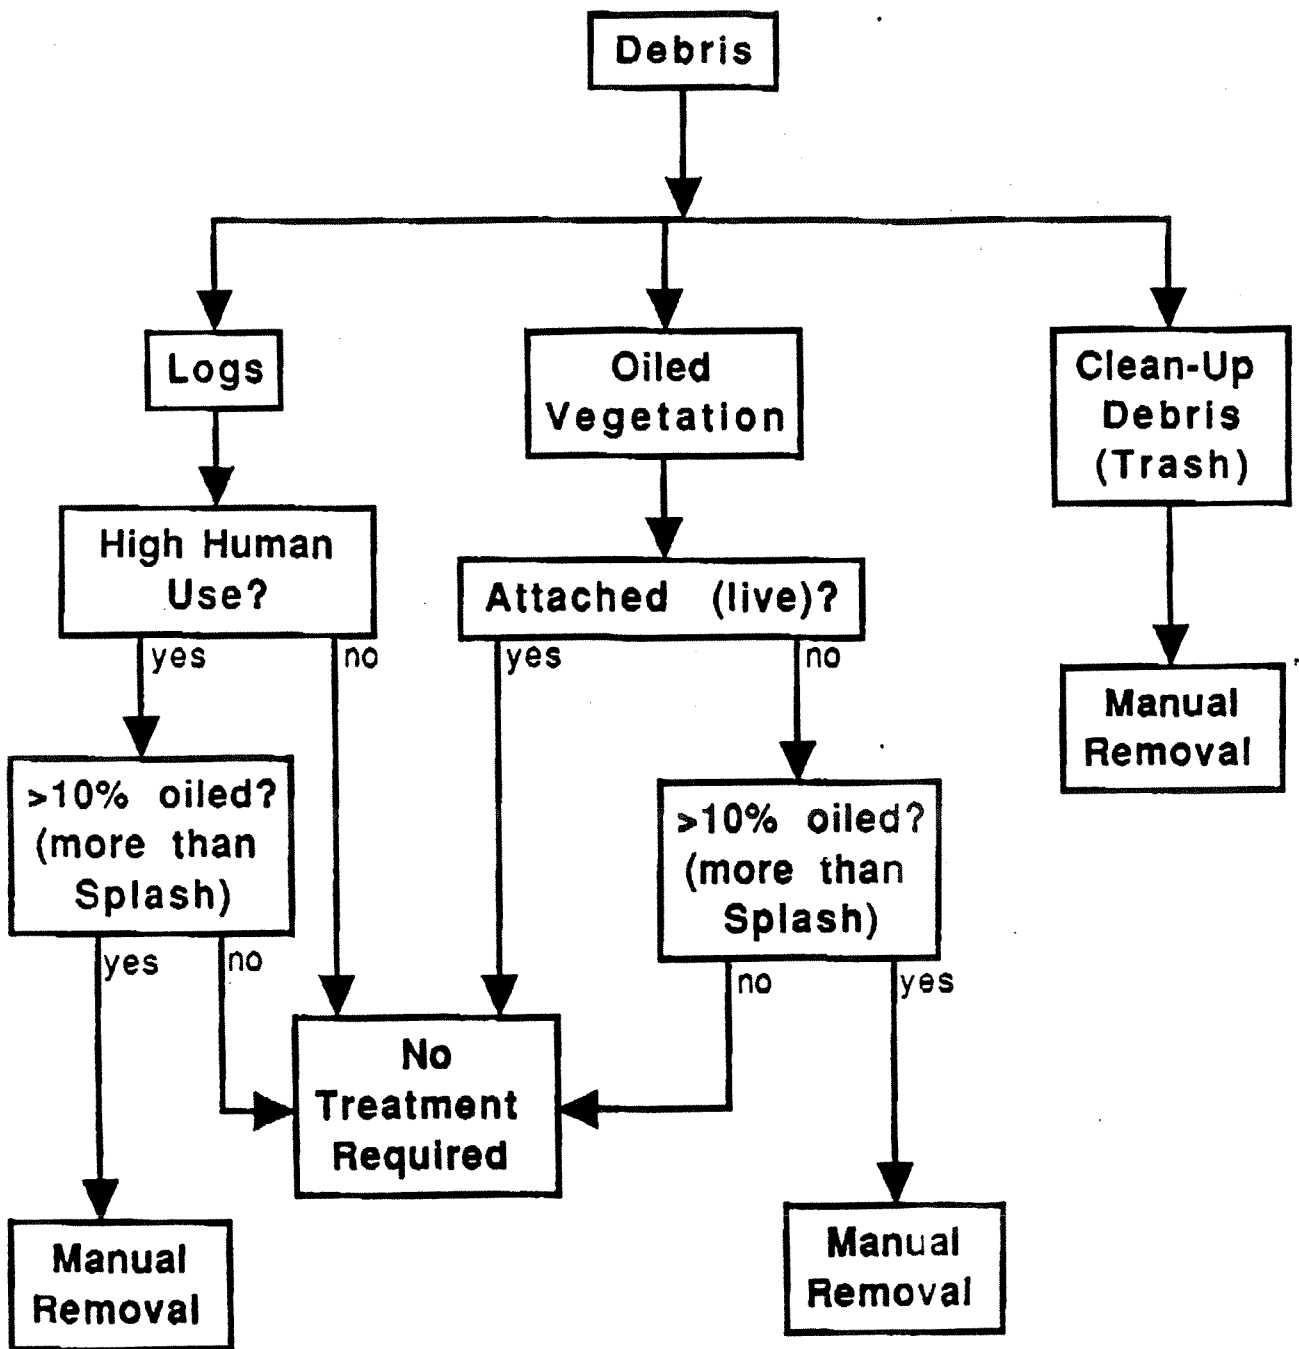 Debris
Logs
Oiled
Vegetation
Clean-Up
Debris
(Trash)
High Human
Use?
Attached (live)?
yes
no
yes
no
Manual
Removal
>10% oiled?
(more than
Splash)
>10% oiled?
(more than
Splash)
yes
no
no
yes
No
Treatment
Required
Manual
Removal
Manual
Removal